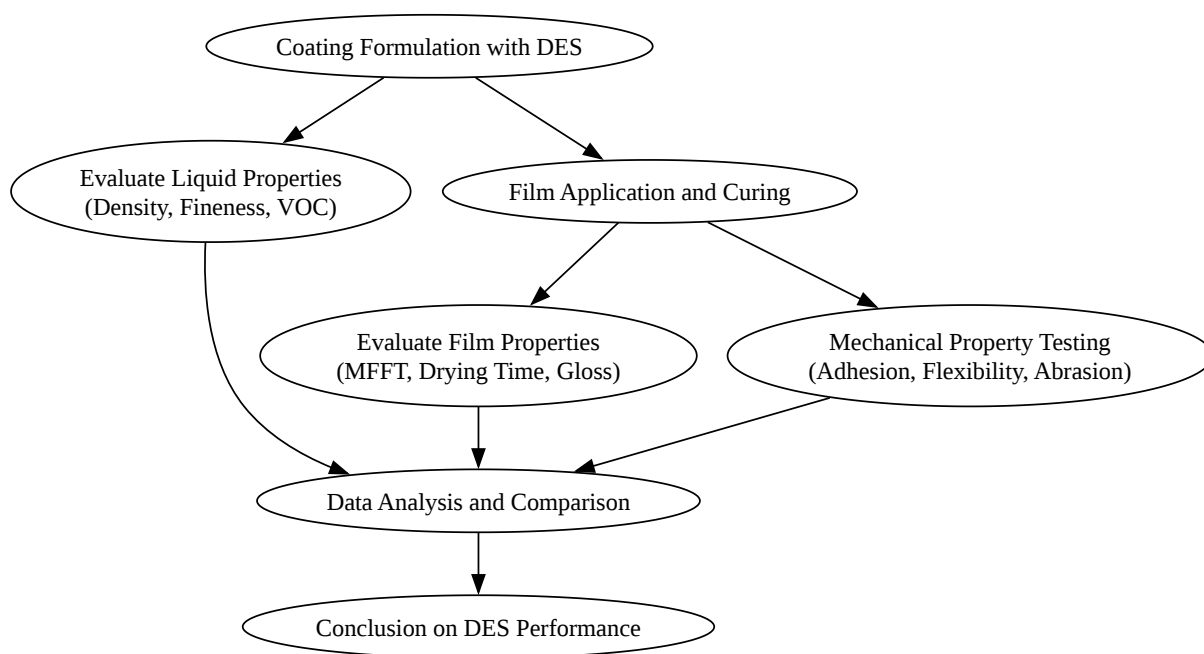 Coating Formulation with DES
Evaluate Liquid Properties
(Density, Fineness, VOC)
Film Application and Curing
Evaluate Film Properties
(MFFT, Drying Time, Gloss)
Mechanical Property Testing
(Adhesion, Flexibility, Abrasion)
Data Analysis and Comparison
Conclusion on DES Performance